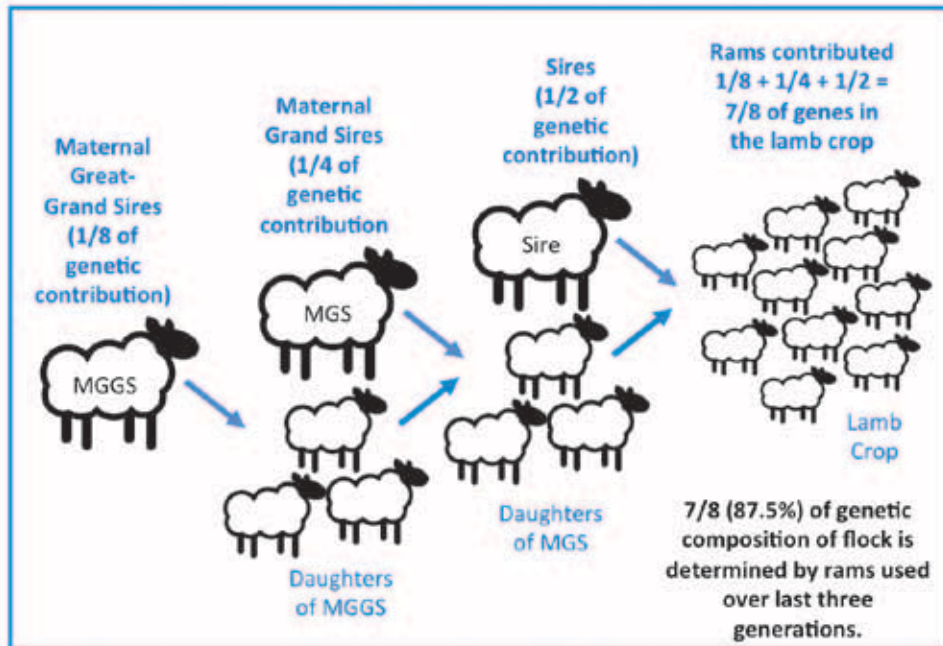 Maternal
Great-
Grand Sires
(1/8 of
genetic
contribution)
MGGS
Maternal
Grand Sires
(1/4 of
genetic
contribution
MGS
Daughters
of MGGS
Sires
(1/2 of
genetic
contribution)
Sire
Daughters
of MGS
Rams contributed
1/8 + 1/4 + 1/2 =
7/8 of genes in
the lamb crop
Lamb
Crop
7/8 (87.5%) of genetic
composition of flock is
determined by rams used
over last three
generations.